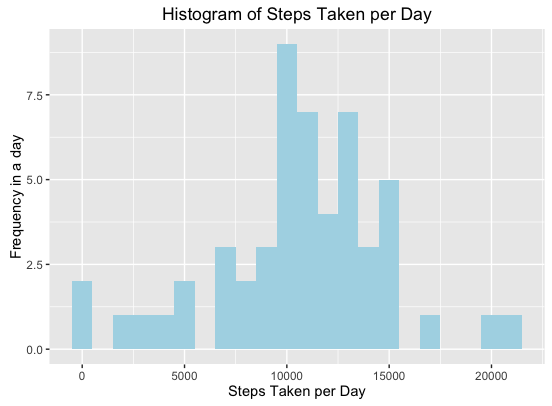 Histogram of Steps Taken per Day
Frequency in a day
7.5
5.0
2.5
0.0
0 5000 10000 15000 20000
Steps Taken per Day